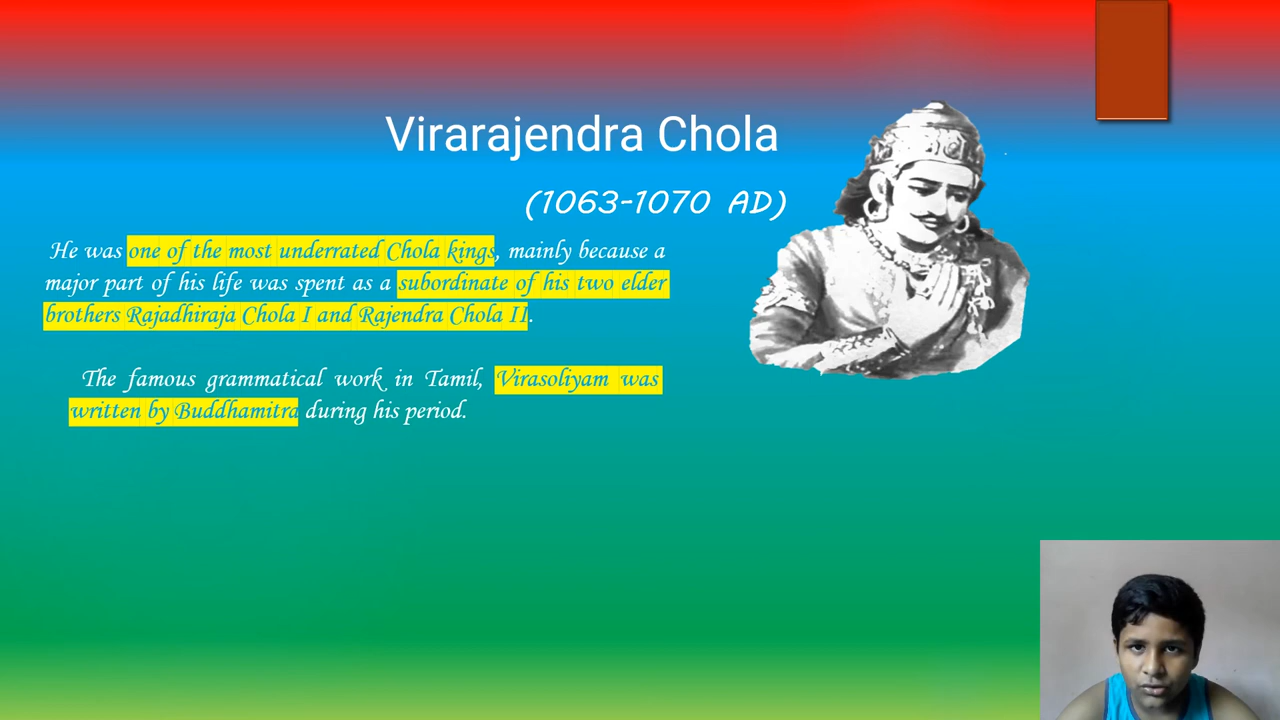 Virarajendra Chola
(1063-1070 AD)
He was one of the most underrated Chola kings, mainly because a
major part of his life was spent as a subordinate of his two elder
brothers Rajadhiraja Chola I and Rajendra Chola II.
The famous grammatical work in Tamil, Virasoliyam was
written by Buddhamitra during his period.